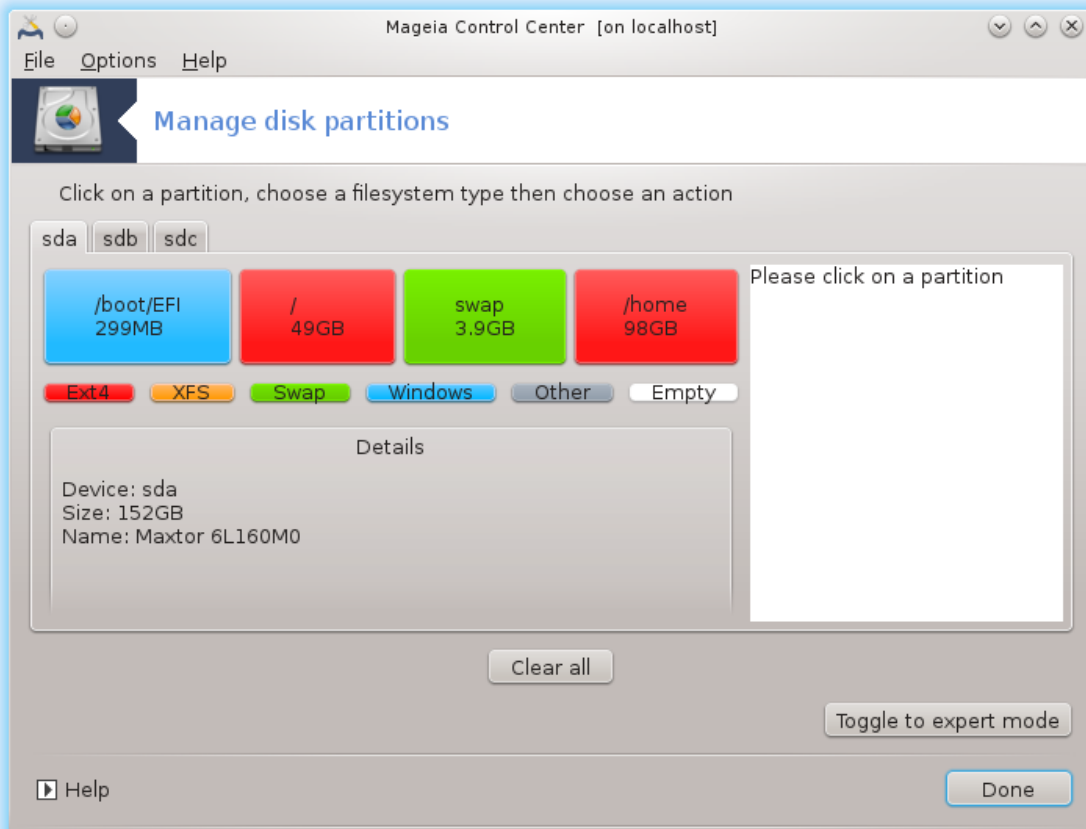 Mageia Control Center [on localhost]
File Options Help
Manage disk partitions
Click on a partition, choose a filesystem type then choose an action
sda sdb sdc
/boot/EFI
299MB
/
49GB
swap
3.9GB
/home
98GB
Please click on a partition
Ext4 XFS Swap Windows Other Empty
Details
Device: sda
Size: 152GB
Name: Maxtor 6L160M0
Clear all
Toggle to expert mode
Help
Done